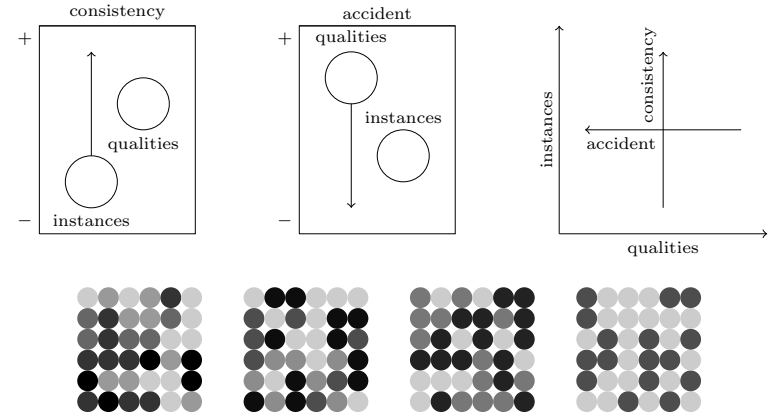 consistency
+
qualities
instances
−
accident
+
qualities
instances
−
instances
consistency
accident
qualities